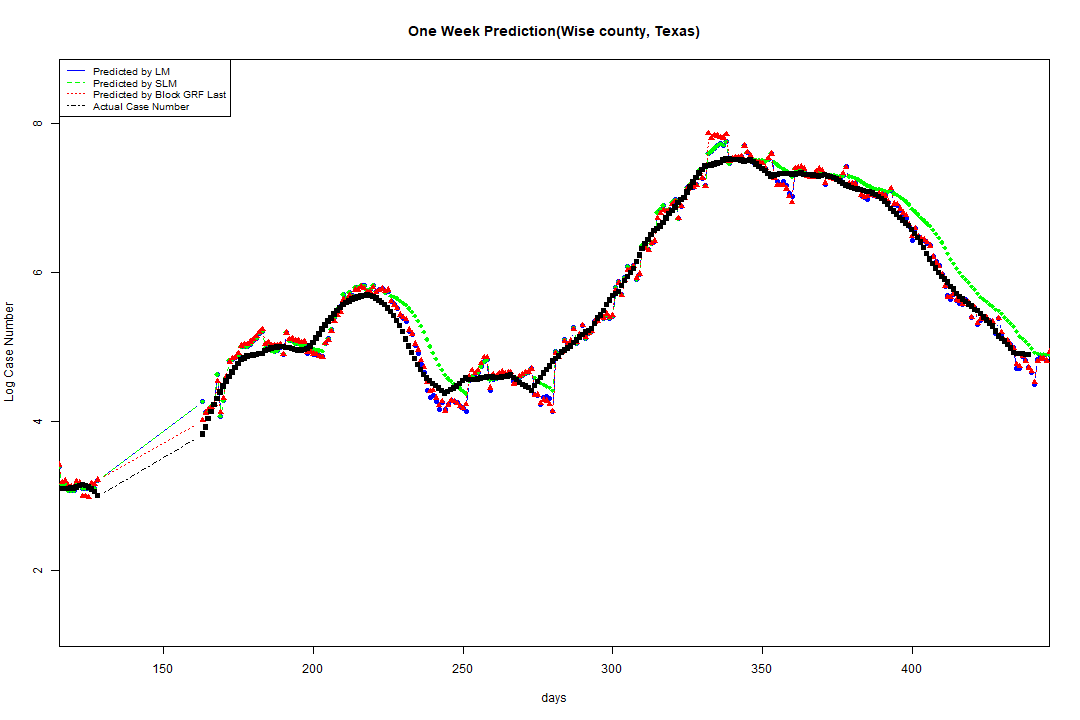 One Week Prediction(Wise county, Texas)
Predicted by LM
Predicted by SLM
Predicted by Block GRF Last
Actual Case Number
8
6
4
2
Log Case Number
150 200 250 300 350 400
days